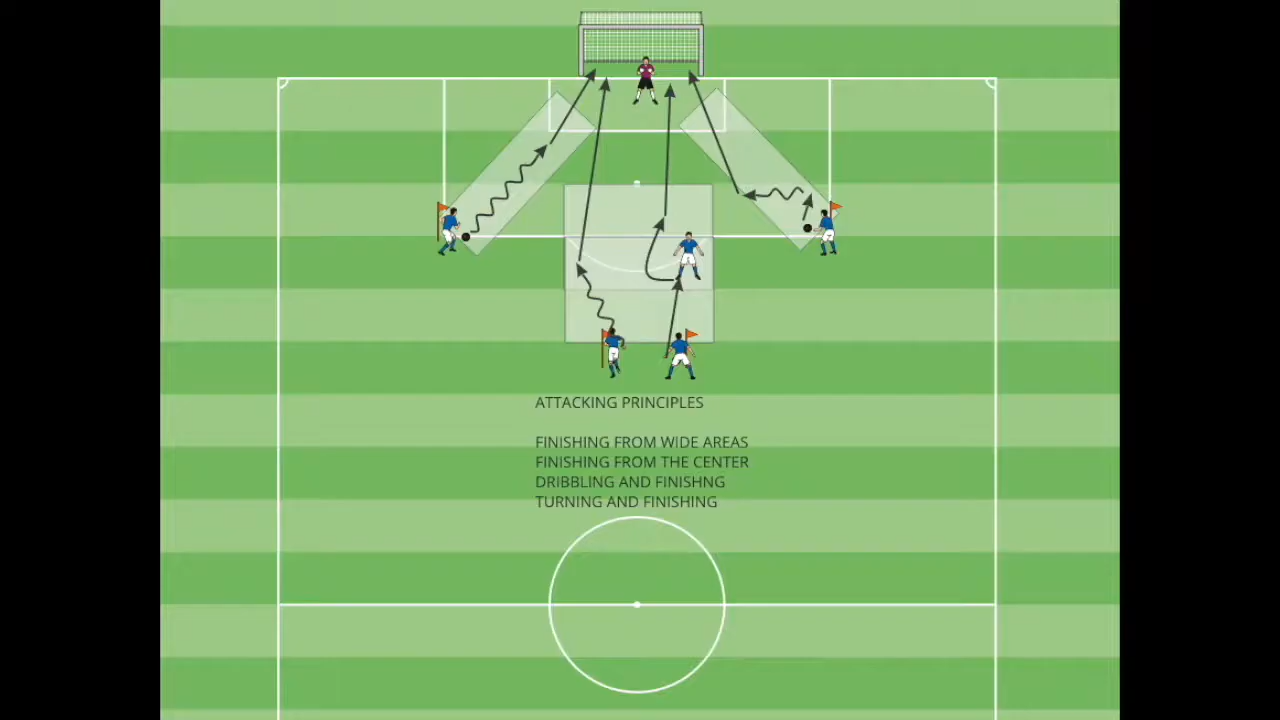 ATTACKING PRINCIPLES
FINISHING FROM WIDE AREAS
FINISHING FROM THE CENTER
DRIBBLING AND FINISHNG
TURNING AND FINISHING